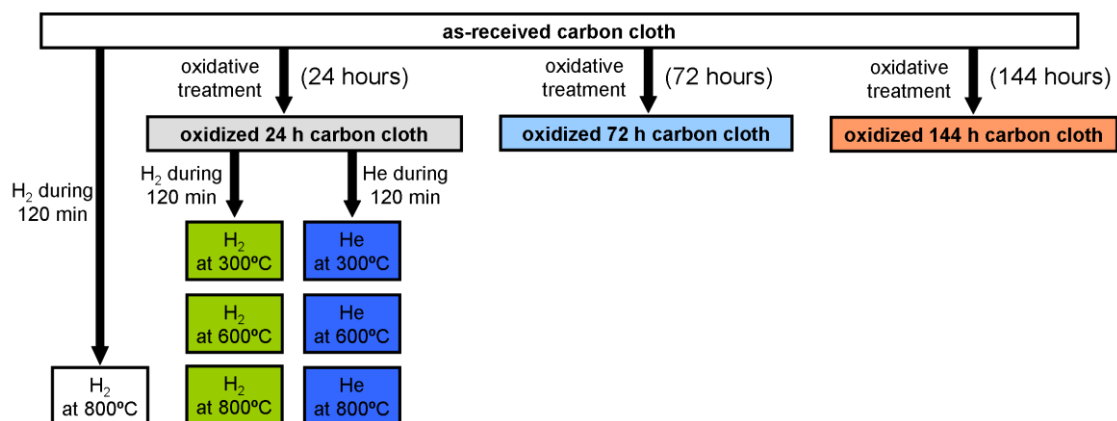 as-received carbon cloth
oxidative
treatment
(24 hours)
oxidative
treatment
(72 hours)
oxidative
treatment
(144 hours)
oxidized 24 h carbon cloth
oxidized 72 h carbon cloth
oxidized 144 h carbon cloth
H₂ during
120 min
H₂ during
120 min
He during
120 min
H₂
at 300ºC
He
at 300ºC
H₂
at 600ºC
He
at 600ºC
H₂
at 800ºC
H₂
at 800ºC
He
at 800ºC